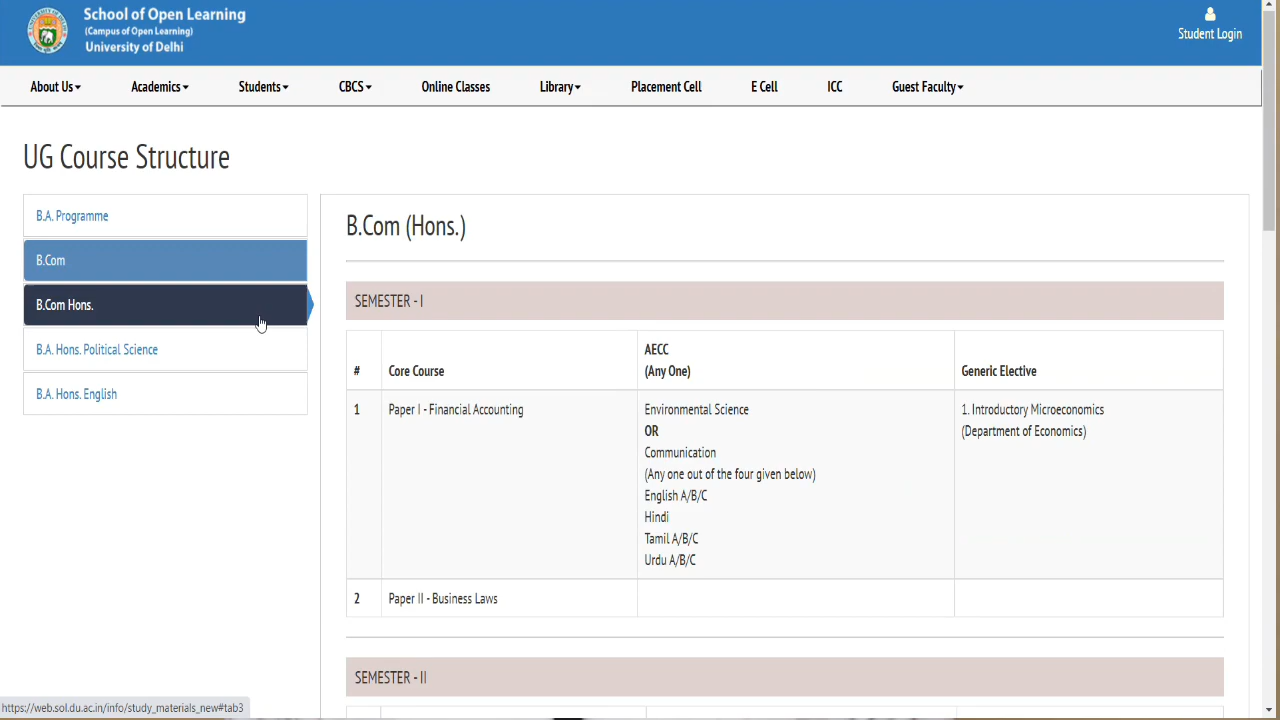 School of Open Learning
(Campus of Open Learning)
University of Delhi
Student Login
About Us
Academics
Students
CBCS
Online Classes
Library
Placement Cell
E Cell
ICC
Guest Faculty
UG Course Structure
B.A. Programme
B.Com
B.Com Hons.
B.A. Hons. Political Science
B.A. Hons. English
B.Com (Hons.)
SEMESTER - I
# Core Course AECC (Any One) Generic Elective
1 Paper I - Financial Accounting
Environmental Science
OR
Communication
(Any one out of the four given below)
English A/B/C
Hindi
Tamil A/B/C
Urdu A/B/C
1. Introductory Microeconomics
(Department of Economics)
2 Paper II - Business Laws
SEMESTER - II
https://web.sol.du.ac.in/info/study_materials_new#tab3